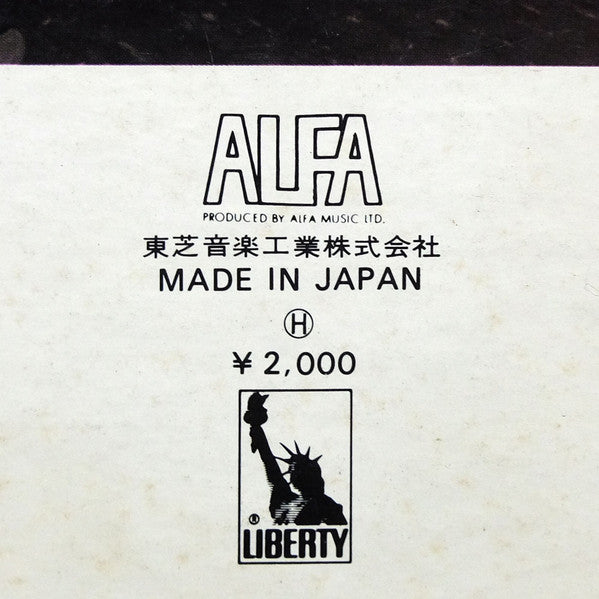 ALFA
PRODUCED BY ALFA MUSIC LTD.
東芝音楽工業株式会社
MADE IN JAPAN
Ⓗ
¥ 2,000
® LIBERTY